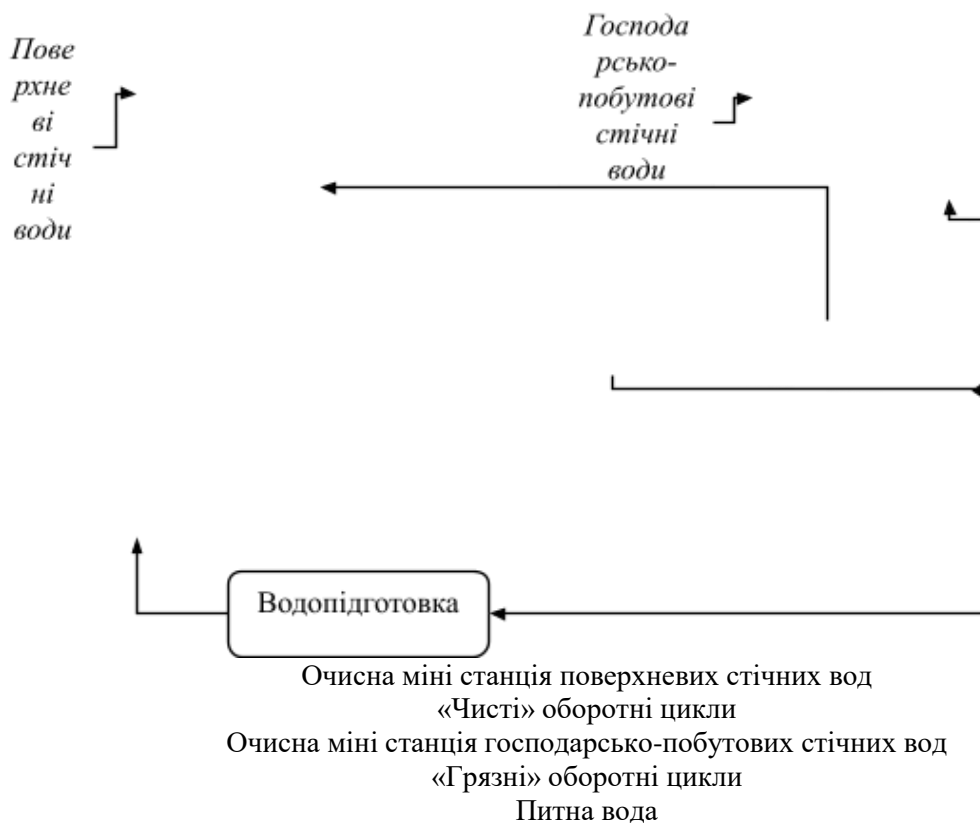 Пове
рхне
ві
стіч
ні
води
Господа
рсько-
побутові
стічні
води
Водопідготовка
Очисна міні станція поверхневих стічних вод
«Чисті» оборотні цикли
Очисна міні станція господарсько-побутових стічних вод
«Грязні» оборотні цикли
Питна вода